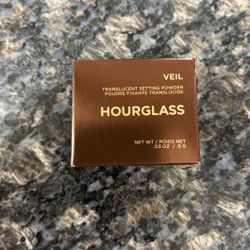 VEIL
TRANSLUCENT SETTING POWDER
POUDRE FIXANTE TRANSLUCIDE
HOURGLASS
NET WT / POIDS NET
.03 OZ / .9 G